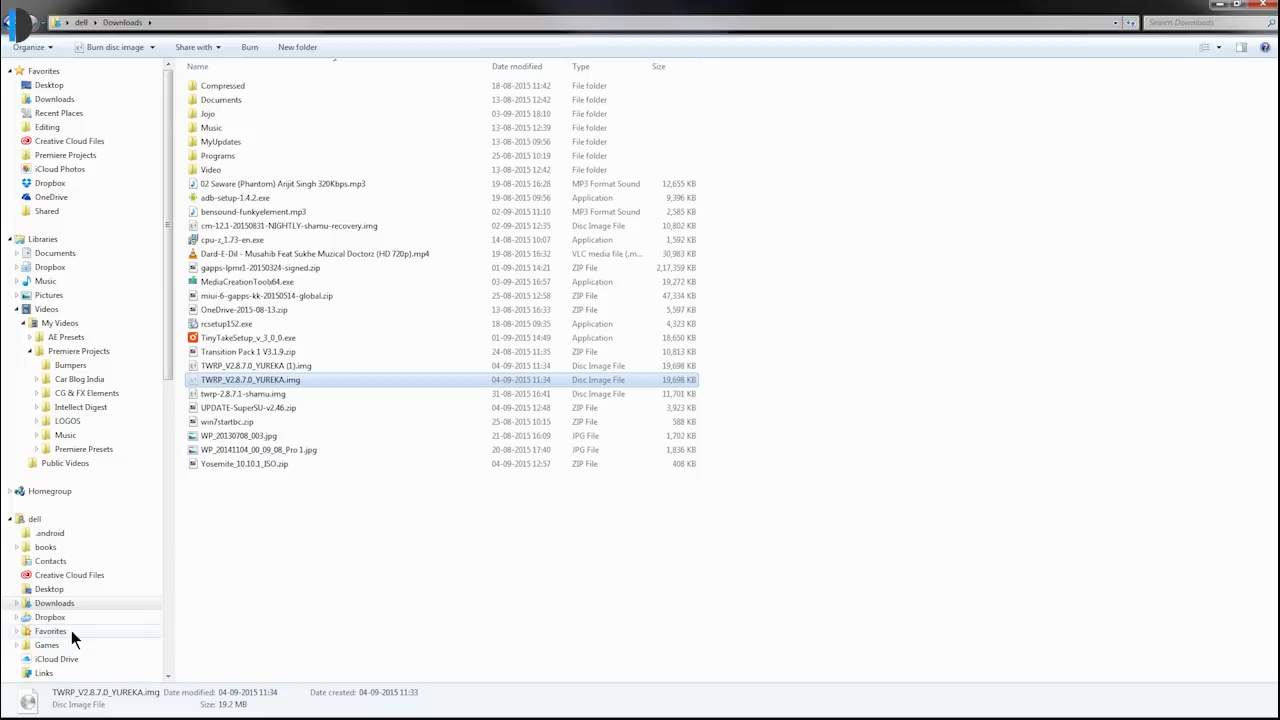 dell Downloads
Search Downloads
Organize Burn disc image Share with Burn New folder
Name Date modified Type Size
Favorites
Desktop
Downloads
Recent Places
Editing
Creative Cloud Files
Premiere Projects
iCloud Photos
Dropbox
OneDrive
Shared
Libraries
Documents
Dropbox
Music
Pictures
Videos
My Videos
AE Presets
Premiere Projects
Bumpers
Car Blog India
CG & FX Elements
Intellect Digest
LOGOS
Music
Premiere Presets
Public Videos
Homegroup
dell
.android
books
Contacts
Creative Cloud Files
Desktop
Downloads
Dropbox
Favorites
Games
iCloud Drive
Links
Compressed 18-08-2015 11:42 File folder
Documents 13-08-2015 12:42 File folder
Jojo 03-09-2015 18:10 File folder
Music 13-08-2015 12:39 File folder
MyUpdates 13-08-2015 09:56 File folder
Programs 25-08-2015 10:19 File folder
Video 13-08-2015 12:42 File folder
02 Saware (Phantom) Arijit Singh 320Kbps.mp3 19-08-2015 16:28 MP3 Format Sound 12,655 KB
adb-setup-1.4.2.exe 19-08-2015 09:56 Application 9,396 KB
bensound-funkyelement.mp3 02-09-2015 11:10 MP3 Format Sound 2,585 KB
cm-12.1-20150831-NIGHTLY-shamu-recovery.img 02-09-2015 12:35 Disc Image File 10,802 KB
cpu-z_1.73-en.exe 14-08-2015 10:07 Application 1,592 KB
Dard-E-Dil - Musahib Feat Sukhe Muzical Doctorz (HD 720p).mp4 19-08-2015 16:32 VLC media file (.m... 30,983 KB
gapps-lpmr1-20150324-signed.zip 01-09-2015 14:21 ZIP File 2,17,359 KB
MediaCreationToolx64.exe 03-09-2015 16:57 Application 19,272 KB
miui-6-gapps-kk-20150514-global.zip 25-08-2015 12:58 ZIP File 47,334 KB
OneDrive-2015-08-13.zip 13-08-2015 16:33 ZIP File 5,597 KB
rcsetup152.exe 18-08-2015 09:35 Application 4,323 KB
TinyTakeSetup_v_3_0_0.exe 01-09-2015 14:49 Application 18,650 KB
Transition Pack 1 V3.1.9.zip 24-08-2015 11:35 ZIP File 10,813 KB
TWRP_V2.8.7.0_YUREKA (1).img 04-09-2015 11:34 Disc Image File 19,698 KB
TWRP_V2.8.7.0_YUREKA.img 04-09-2015 11:34 Disc Image File 19,698 KB
twrp-2.8.7.1-shamu.img 31-08-2015 16:41 Disc Image File 11,701 KB
UPDATE-SuperSU-v2.46.zip 04-09-2015 12:48 ZIP File 3,923 KB
win7startbc.zip 25-08-2015 10:15 ZIP File 588 KB
WP_20130708_003.jpg 21-08-2015 16:09 JPG File 1,702 KB
WP_20141104_00_09_08_Pro 1.jpg 20-08-2015 17:40 JPG File 1,836 KB
Yosemite_10.10.1_ISO.zip 04-09-2015 12:57 ZIP File 408 KB
TWRP_V2.8.7.0_YUREKA.img Date modified: 04-09-2015 11:34 Date created: 04-09-2015 11:33
Disc Image File Size: 19.2 MB